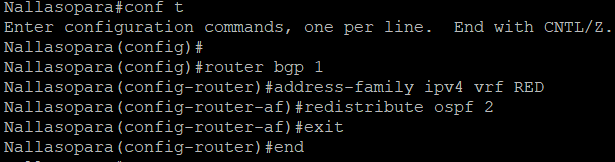 Nallasopara#conf t
Enter configuration commands, one per line.  End with CNTL/Z.
Nallasopara(config)#
Nallasopara(config)#router bgp 1
Nallasopara(config-router)#address-family ipv4 vrf RED
Nallasopara(config-router-af)#redistribute ospf 2
Nallasopara(config-router-af)#exit
Nallasopara(config-router)#end